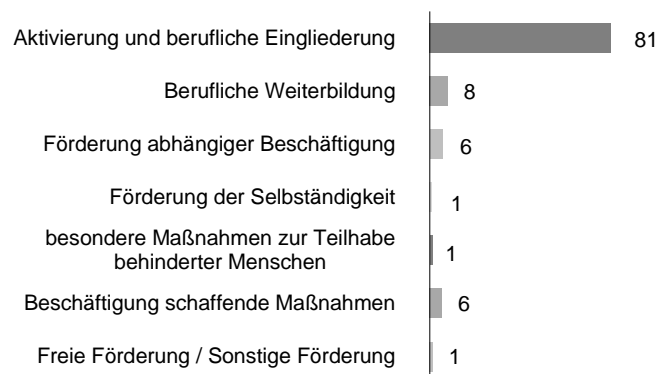 Aktivierung und berufliche Eingliederung 81
Berufliche Weiterbildung 8
Förderung abhängiger Beschäftigung 6
Förderung der Selbständigkeit 1
besondere Maßnahmen zur Teilhabe
behinderter Menschen 1
Beschäftigung schaffende Maßnahmen 6
Freie Förderung / Sonstige Förderung 1